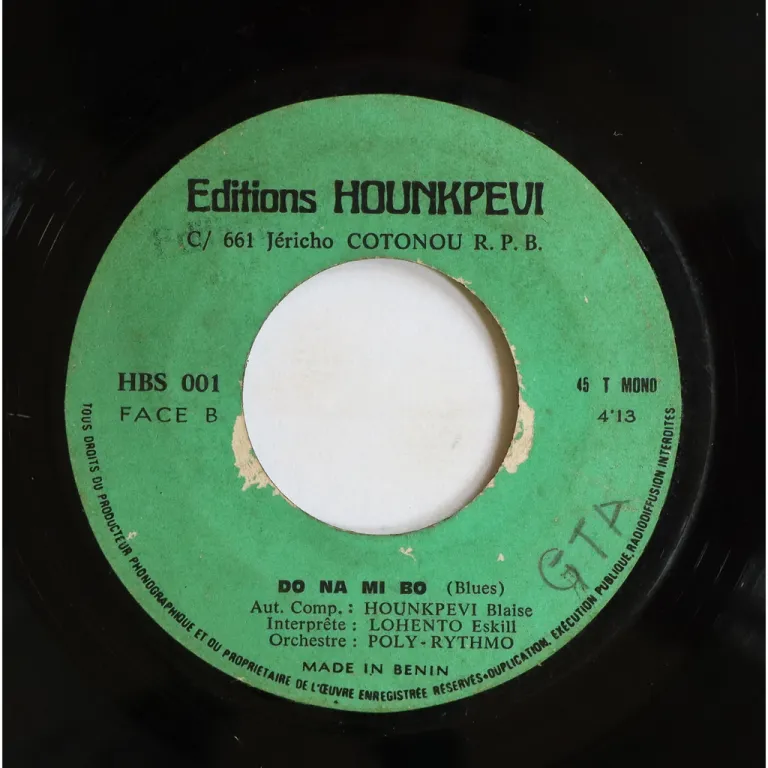 Editions HOUNKPEVI
C/ 661 Jéricho COTONOU R. P. B.
HBS 001
FACE B
45 T MONO
4'13
DO NA MI BO (Blues)
Aut. Comp. : HOUNKPEVI Blaise
Interprête : LOHENTO Eskill
Orchestre : POLY-RYTHMO
MADE IN BENIN
TOUS DROITS DU PRODUCTEUR PHONOGRAPHIQUE ET DU PROPRIETAIRE DE L'ŒUVRE ENREGISTRÉE RÉSERVÉS•DUPLICATION, EXÉCUTION PUBLIQUE, RADIODIFFUSION INTERDITES
GTA